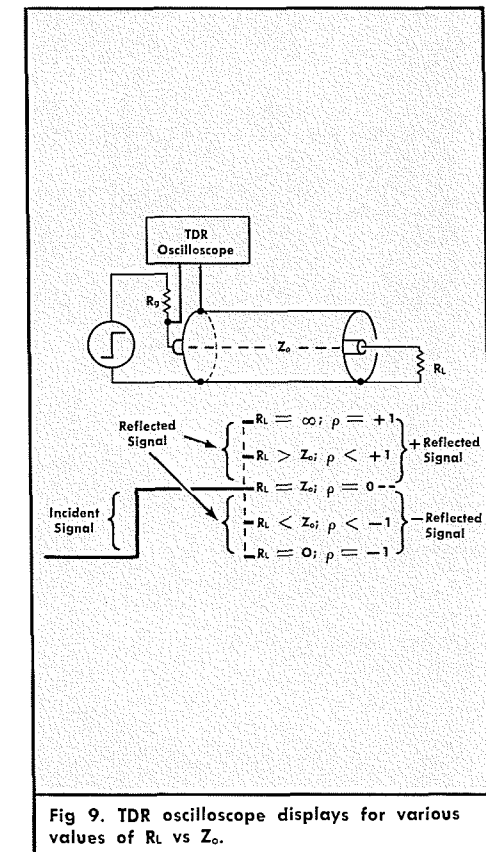 TDR
Oscilloscope
Rg
Zo
RL
Reflected
Signal
RL = ∞; ρ = +1
RL > Zo; ρ < +1
+ Reflected
Signal
RL = Zo; ρ = 0
Incident
Signal
RL < Zo; ρ < −1
−Reflected
Signal
RL = O; ρ = −1
Fig 9. TDR oscilloscope displays for various
values of RL vs Zo.